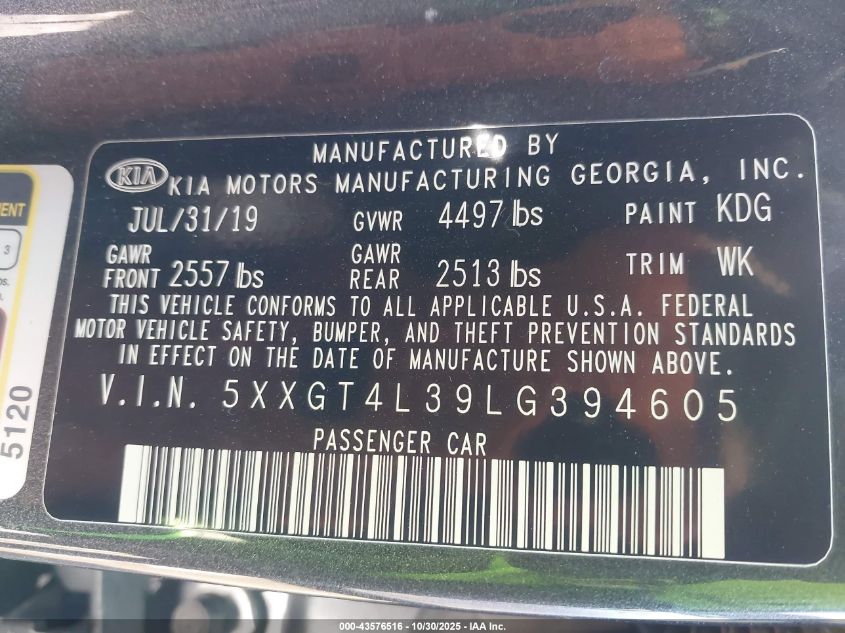 MANUFACTURED BY
KIA KIA MOTORS MANUFACTURING GEORGIA, INC.
JUL/31/19 GVWR 4497 lbs PAINT KDG
GAWR FRONT 2557 lbs GAWR REAR 2513 lbs TRIM WK
THIS VEHICLE CONFORMS TO ALL APPLICABLE U.S.A. FEDERAL
MOTOR VEHICLE SAFETY, BUMPER, AND THEFT PREVENTION STANDARDS
IN EFFECT ON THE DATE OF MANUFACTURE SHOWN ABOVE.
V.I.N. 5XXGT4L39LG394605
PASSENGER CAR
3
5120
000-43576516 - 10/30/2025 - IAA Inc.